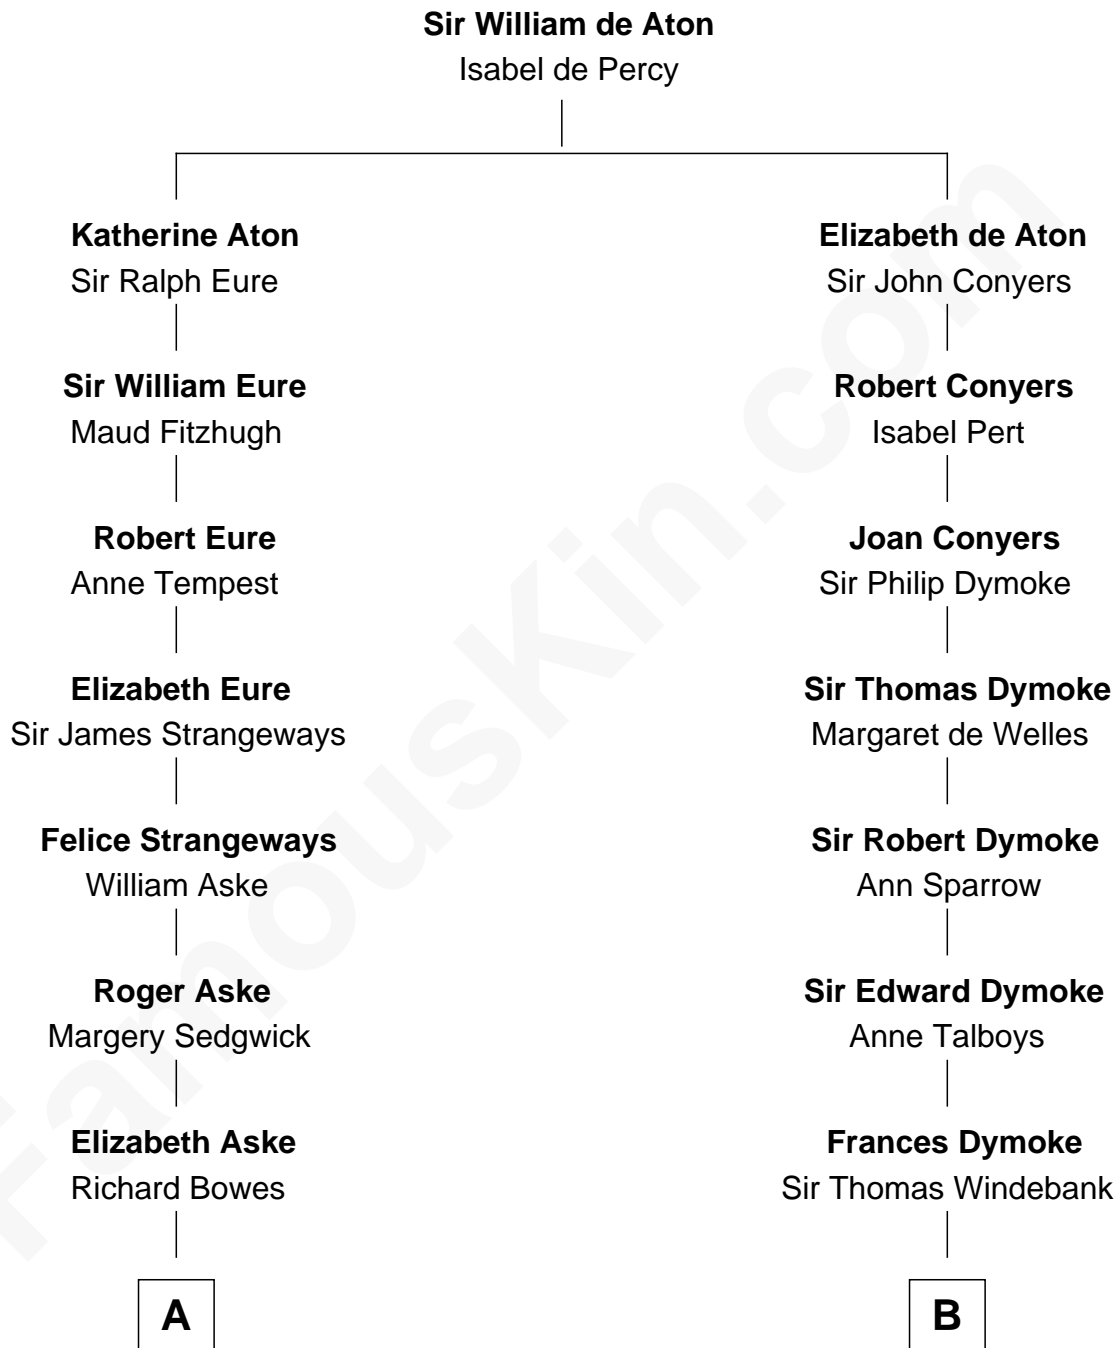 Sir William de Aton
Isabel de Percy
Katherine Aton
Sir Ralph Eure
Elizabeth de Aton
Sir John Conyers
Sir William Eure
Maud Fitzhugh
Robert Conyers
Isabel Pert
Robert Eure
Anne Tempest
Joan Conyers
Sir Philip Dymoke
Elizabeth Eure
Sir James Strangeways
Sir Thomas Dymoke
Margaret de Welles
Felice Strangeways
William Aske
Sir Robert Dymoke
Ann Sparrow
Roger Aske
Margery Sedgwick
Sir Edward Dymoke
Anne Talboys
Elizabeth Aske
Richard Bowes
Frances Dymoke
Sir Thomas Windebank
A
B
FamousKin.com